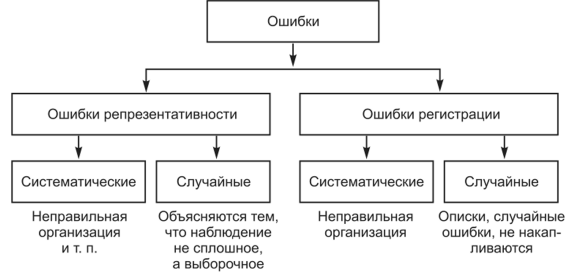 Ошибки
Ошибки репрезентативности
Ошибки регистрации
Систематические
Случайные
Систематические
Случайные
Неправильная
организация
и т. п.
Объясняются тем,
что наблюдение
не сплошное,
а выборочное
Неправильная
организация
Описки, случайные
ошибки, не накап-
ливаются